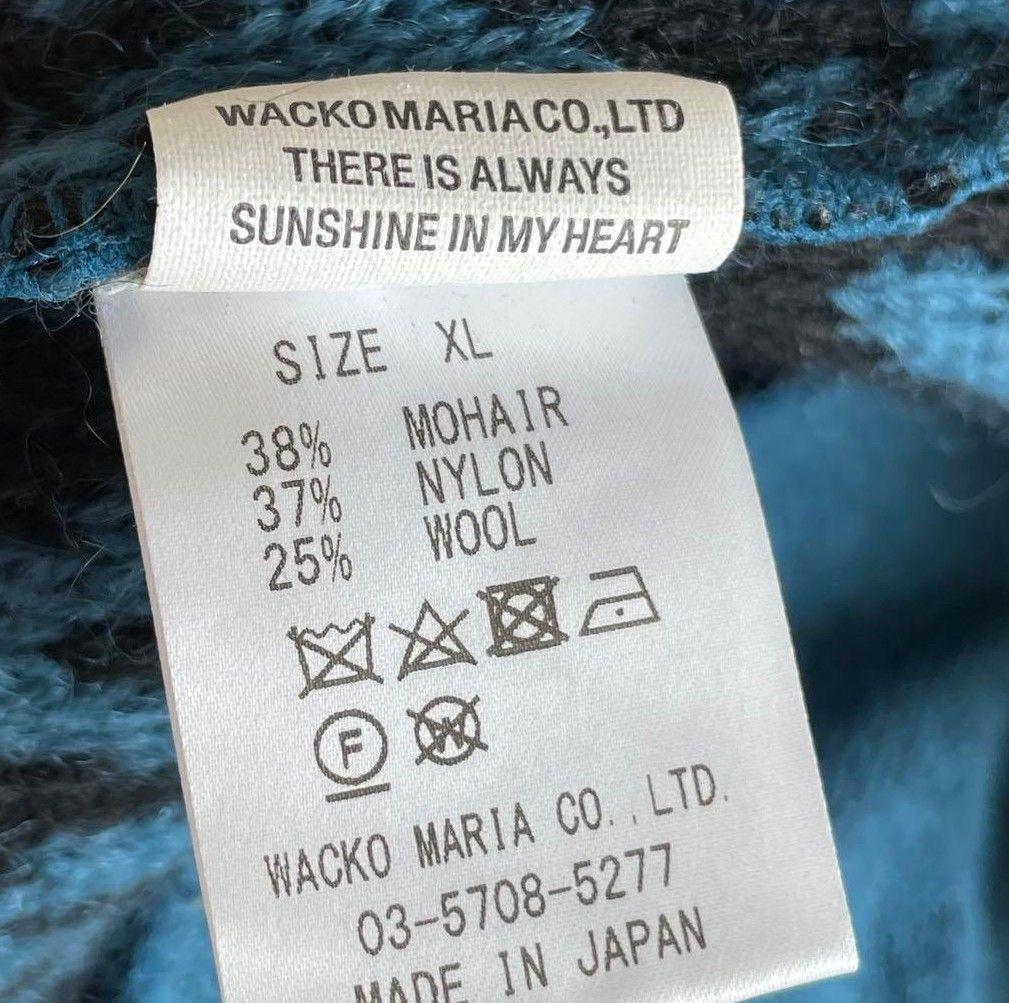 WACKO MARIA CO.,LTD
THERE IS ALWAYS
SUNSHINE IN MY HEART
SIZE XL
38% MOHAIR
37% NYLON
25% WOOL
F W
WACKO MARIA CO.,LTD.
03-5708-5277
MADE IN JAPAN